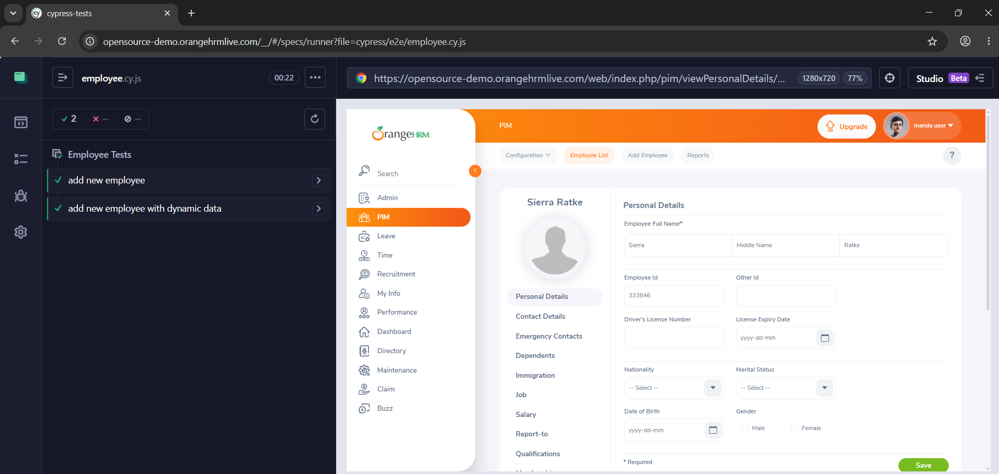 cypress-tests
opensource-demo.orangehrmlive.com/__/#/specs/runner?file=cypress/e2e/employee.cy.js
employee.cy.js
00:22
https://opensource-demo.orangehrmlive.com/web/index.php/pim/viewPersonalDetails/...
1280x720
77%
Studio Beta
2
--
--
Employee Tests
add new employee
add new employee with dynamic data
OrangeHRM
Search
Admin
PIM
Leave
Time
Recruitment
My Info
Performance
Dashboard
Directory
Maintenance
Claim
Buzz
PIM
Upgrade
manda user
Configuration
Employee List
Add Employee
Reports
?
Sierra Ratke
Personal Details
Contact Details
Emergency Contacts
Dependents
Immigration
Job
Salary
Report-to
Qualifications
Personal Details
Employee Full Name*
Sierra
Middle Name
Ratke
Employee Id
Other Id
333846
Driver's License Number
License Expiry Date
yyyy-dd-mm
Nationality
Marital Status
-- Select --
-- Select --
Date of Birth
Gender
yyyy-dd-mm
Male
Female
* Required
Save